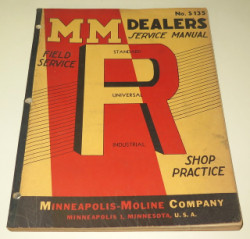 No. S135
MM DEALERS
SERVICE MANUAL
FIELD
SERVICE
STANDARD
R
UNIVERSAL
INDUSTRIAL
SHOP
PRACTICE
MINNEAPOLIS-MOLINE COMPANY
MINNEAPOLIS 1, MINNESOTA, U. S. A.